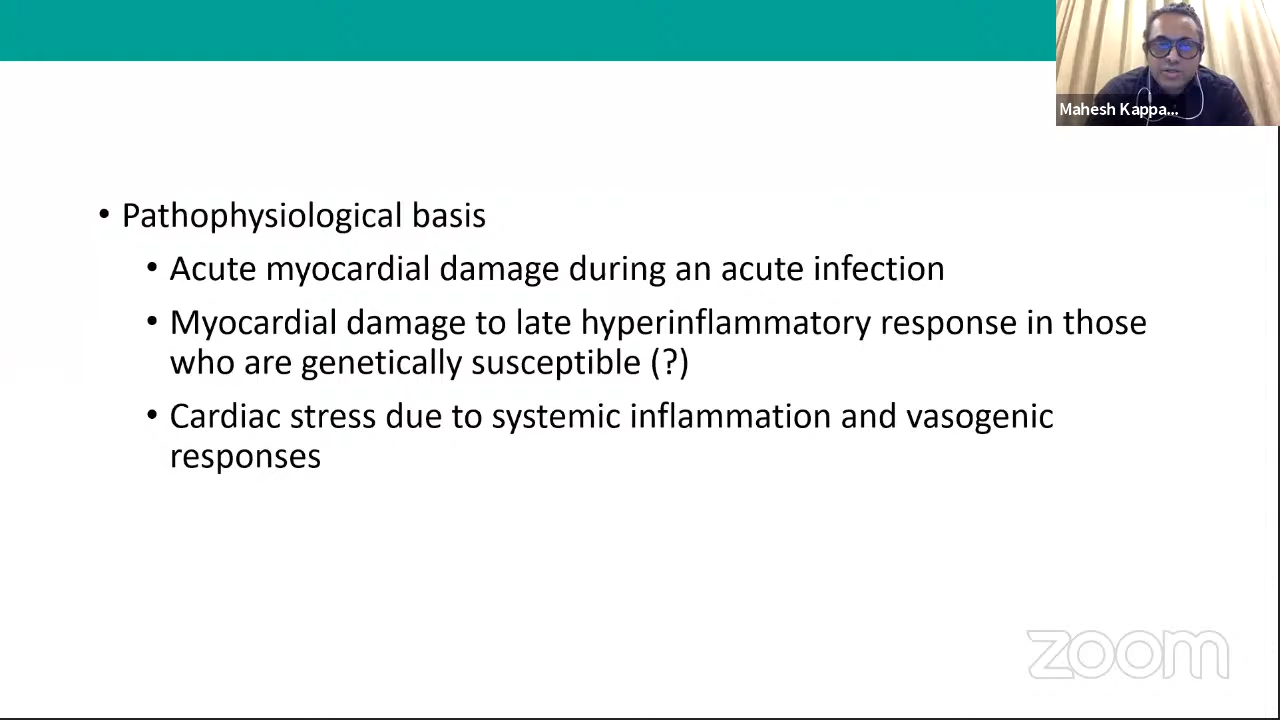 Mahesh Kappa...
• Pathophysiological basis
• Acute myocardial damage during an acute infection
• Myocardial damage to late hyperinflammatory response in those
who are genetically susceptible (?)
• Cardiac stress due to systemic inflammation and vasogenic
responses
zoom